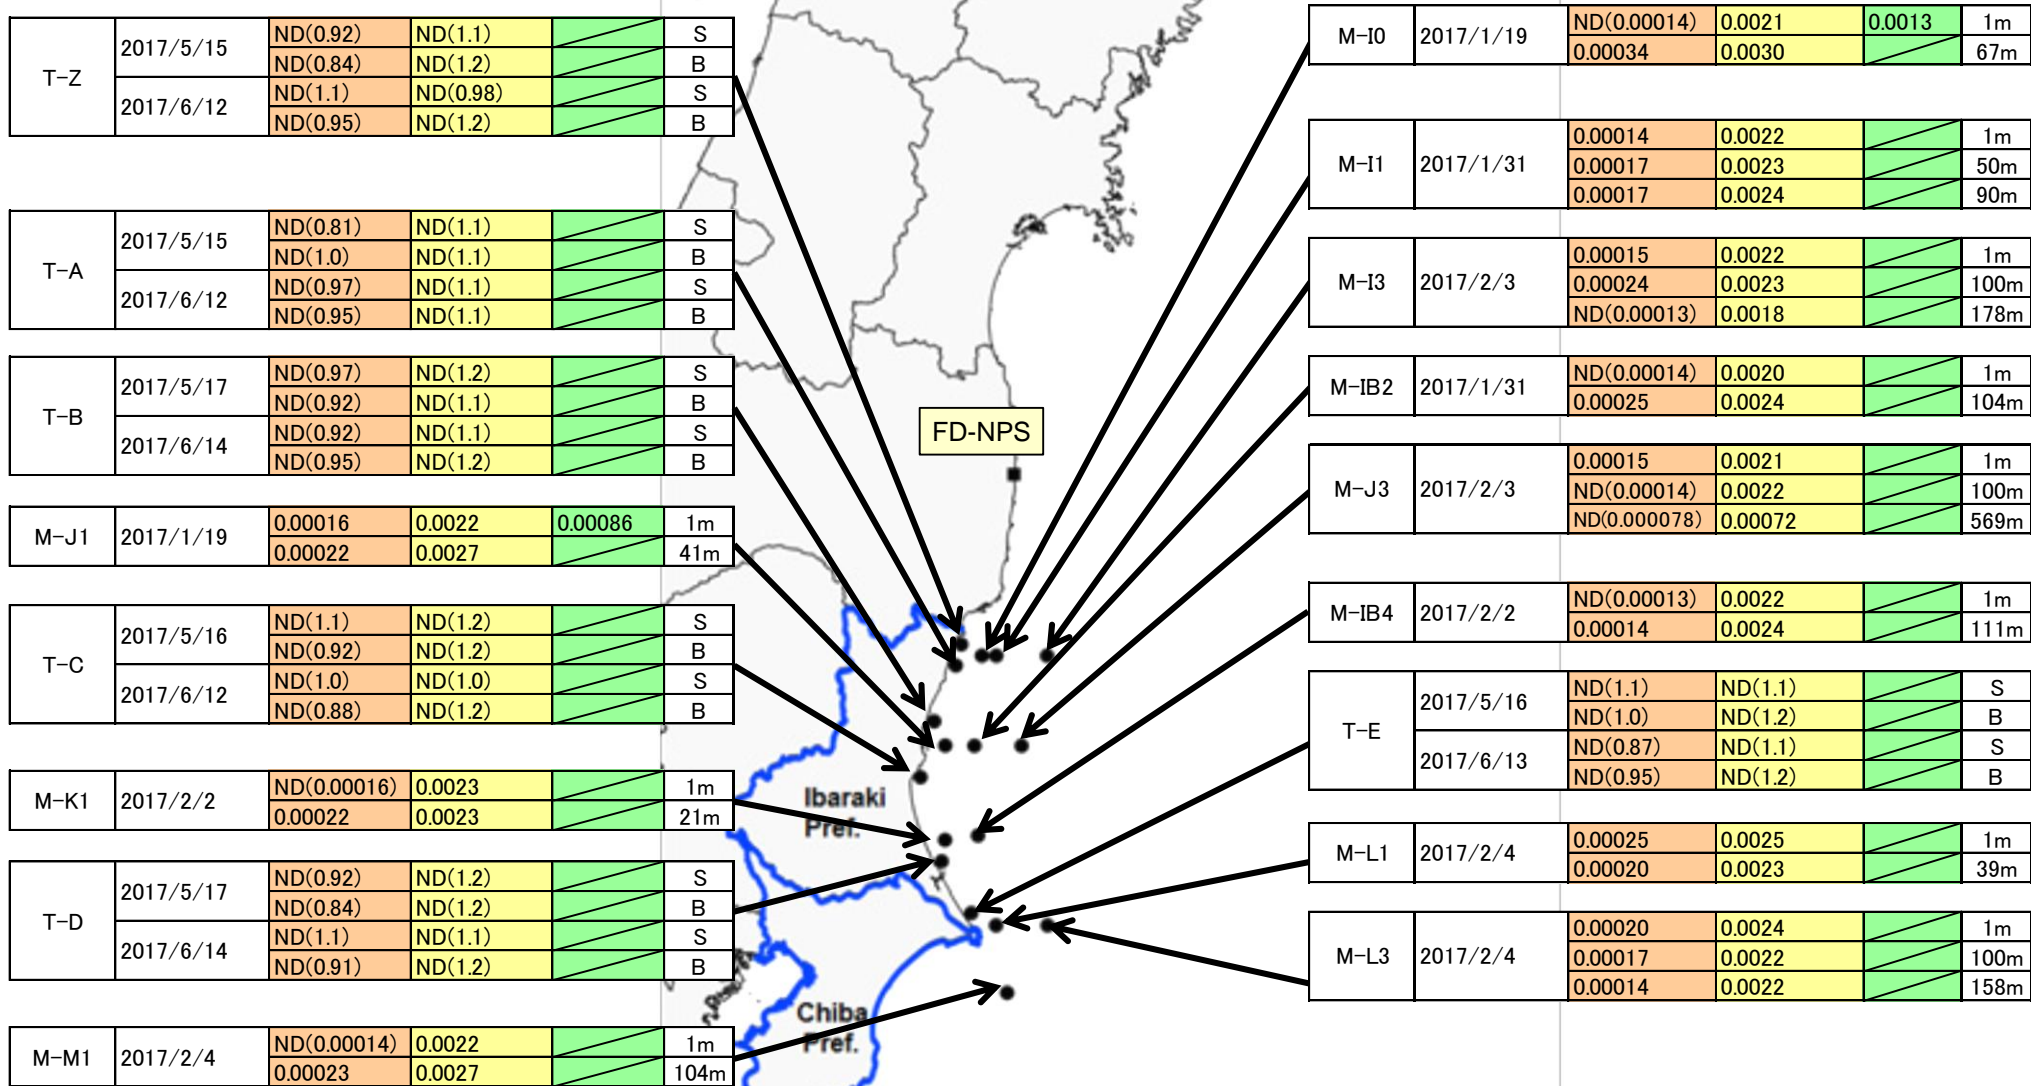 T-Z
2017/5/15 ND(0.92) ND(1.1) S
ND(0.84) ND(1.2) B
2017/6/12 ND(1.1) ND(0.98) S
ND(0.95) ND(1.2) B
T-A
2017/5/15 ND(0.81) ND(1.1) S
ND(1.0) ND(1.1) B
2017/6/12 ND(0.97) ND(1.1) S
ND(0.95) ND(1.1) B
T-B
2017/5/17 ND(0.97) ND(1.2) S
ND(0.92) ND(1.1) B
2017/6/14 ND(0.92) ND(1.1) S
ND(0.95) ND(1.2) B
M-J1 2017/1/19 0.00016 0.0022 0.00086 1m
0.00022 0.0027 41m
T-C
2017/5/16 ND(1.1) ND(1.2) S
ND(0.92) ND(1.2) B
2017/6/12 ND(1.0) ND(1.0) S
ND(0.88) ND(1.2) B
M-K1 2017/2/2 ND(0.00016) 0.0023 1m
0.00022 0.0023 21m
T-D
2017/5/17 ND(0.92) ND(1.2) S
ND(0.84) ND(1.2) B
2017/6/14 ND(1.1) ND(1.1) S
ND(0.91) ND(1.2) B
M-M1 2017/2/4 ND(0.00014) 0.0022 1m
0.00023 0.0027 104m
FD-NPS
Ibaraki
Pref.
Chiba
Pref.
M-I0 2017/1/19 ND(0.00014) 0.0021 0.0013 1m
0.00034 0.0030 67m
M-I1 2017/1/31 0.00014 0.0022 1m
0.00017 0.0023 50m
0.00017 0.0024 90m
M-I3 2017/2/3 0.00015 0.0022 1m
0.00024 0.0023 100m
ND(0.00013) 0.0018 178m
M-IB2 2017/1/31 ND(0.00014) 0.0020 1m
0.00025 0.0024 104m
M-J3 2017/2/3 0.00015 0.0021 1m
ND(0.00014) 0.0022 100m
ND(0.000078) 0.00072 569m
M-IB4 2017/2/2 ND(0.00013) 0.0022 1m
0.00014 0.0024 111m
T-E
2017/5/16 ND(1.1) ND(1.1) S
ND(1.0) ND(1.2) B
2017/6/13 ND(0.87) ND(1.1) S
ND(0.95) ND(1.2) B
M-L1 2017/2/4 0.00025 0.0025 1m
0.00020 0.0023 39m
M-L3 2017/2/4 0.00020 0.0024 1m
0.00017 0.0022 100m
0.00014 0.0022 158m